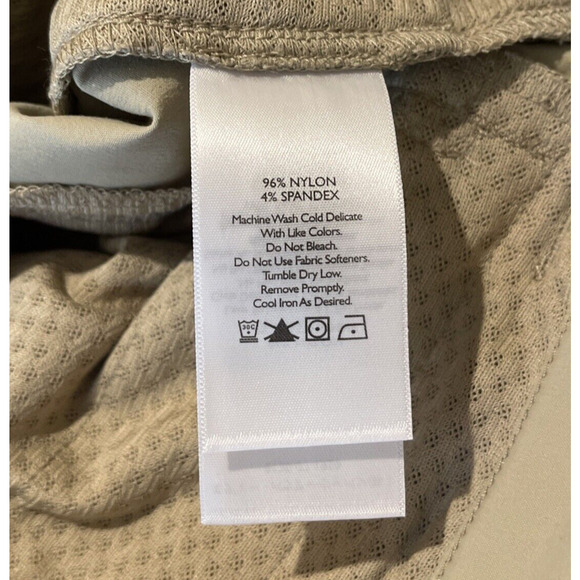 96% NYLON
4% SPANDEX
Machine Wash Cold Delicate
With Like Colors.
Do Not Bleach.
Do Not Use Fabric Softeners.
Tumble Dry Low.
Remove Promptly.
Cool Iron As Desired.
30C